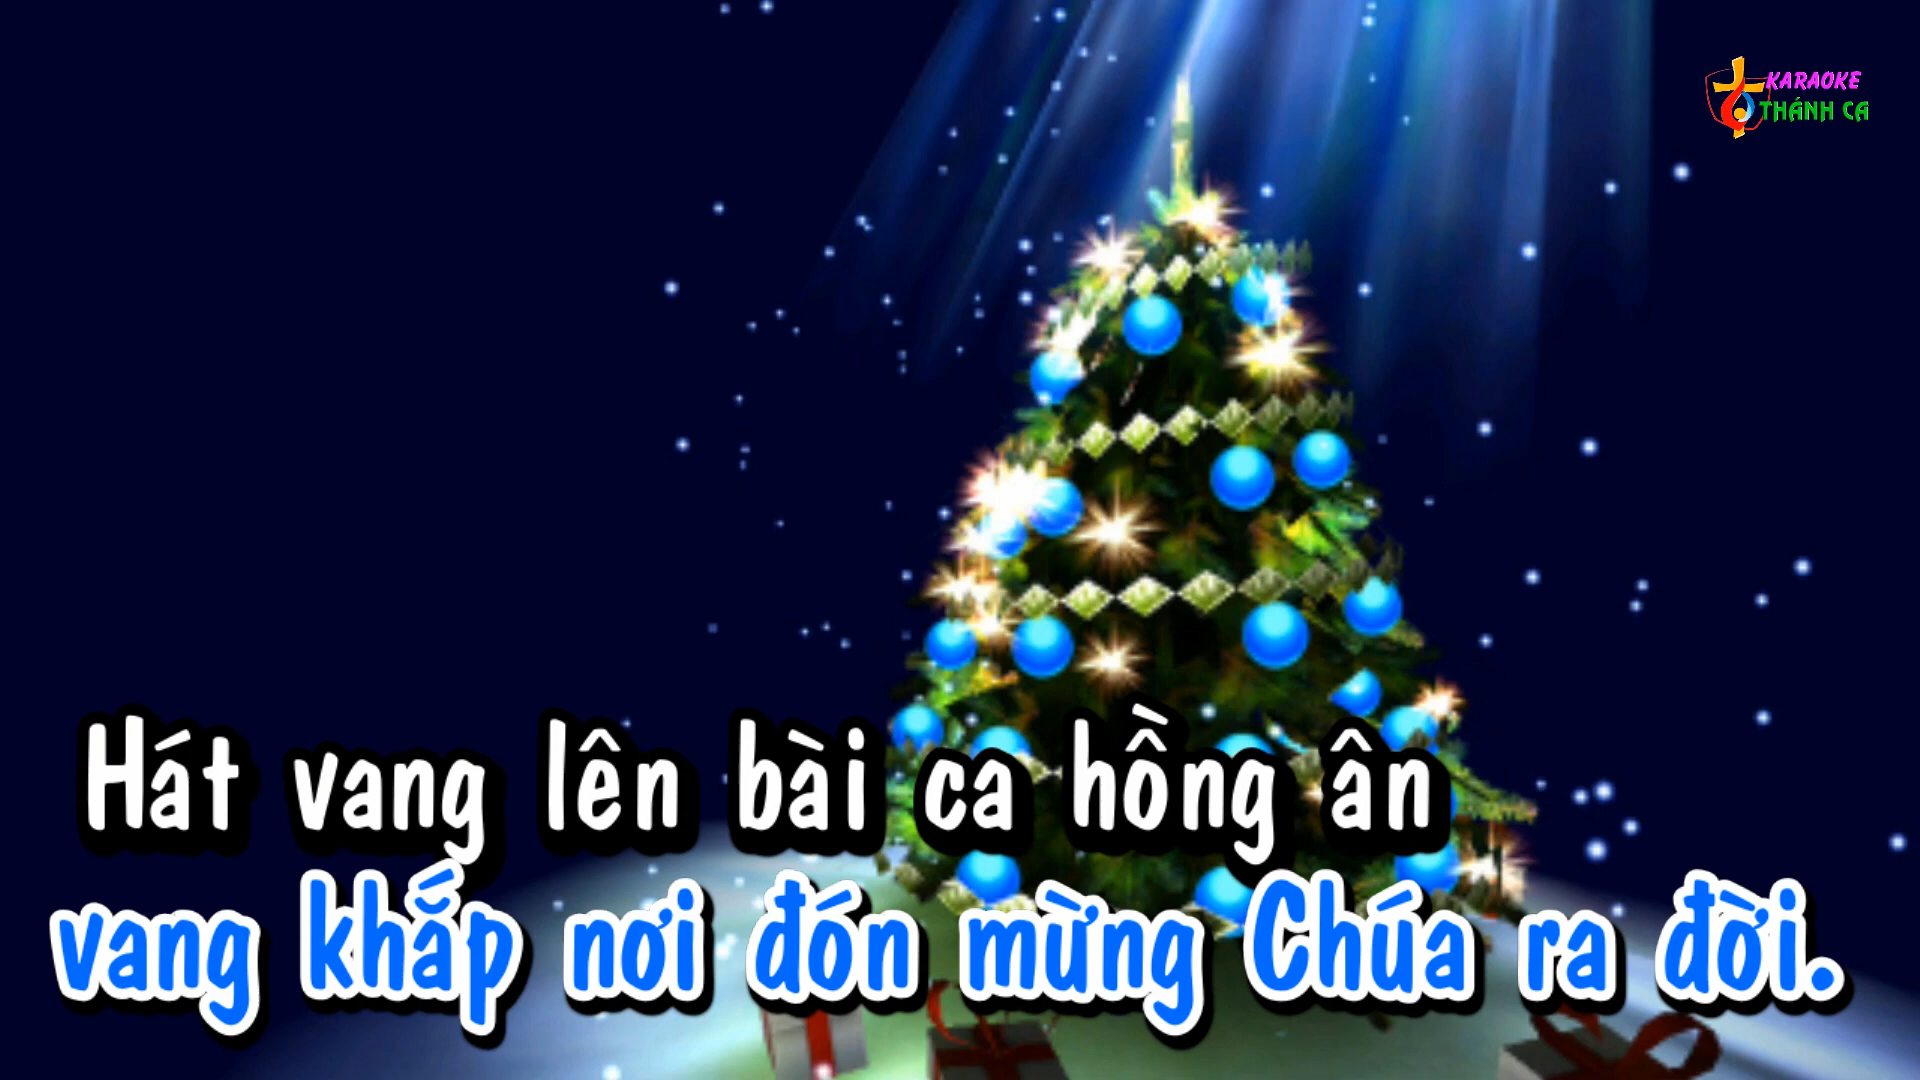 KARAOKE
THÁNH CA
Hát vang lên bài ca hồng ân
vang khắp nơi đón mừng Chúa ra đời.